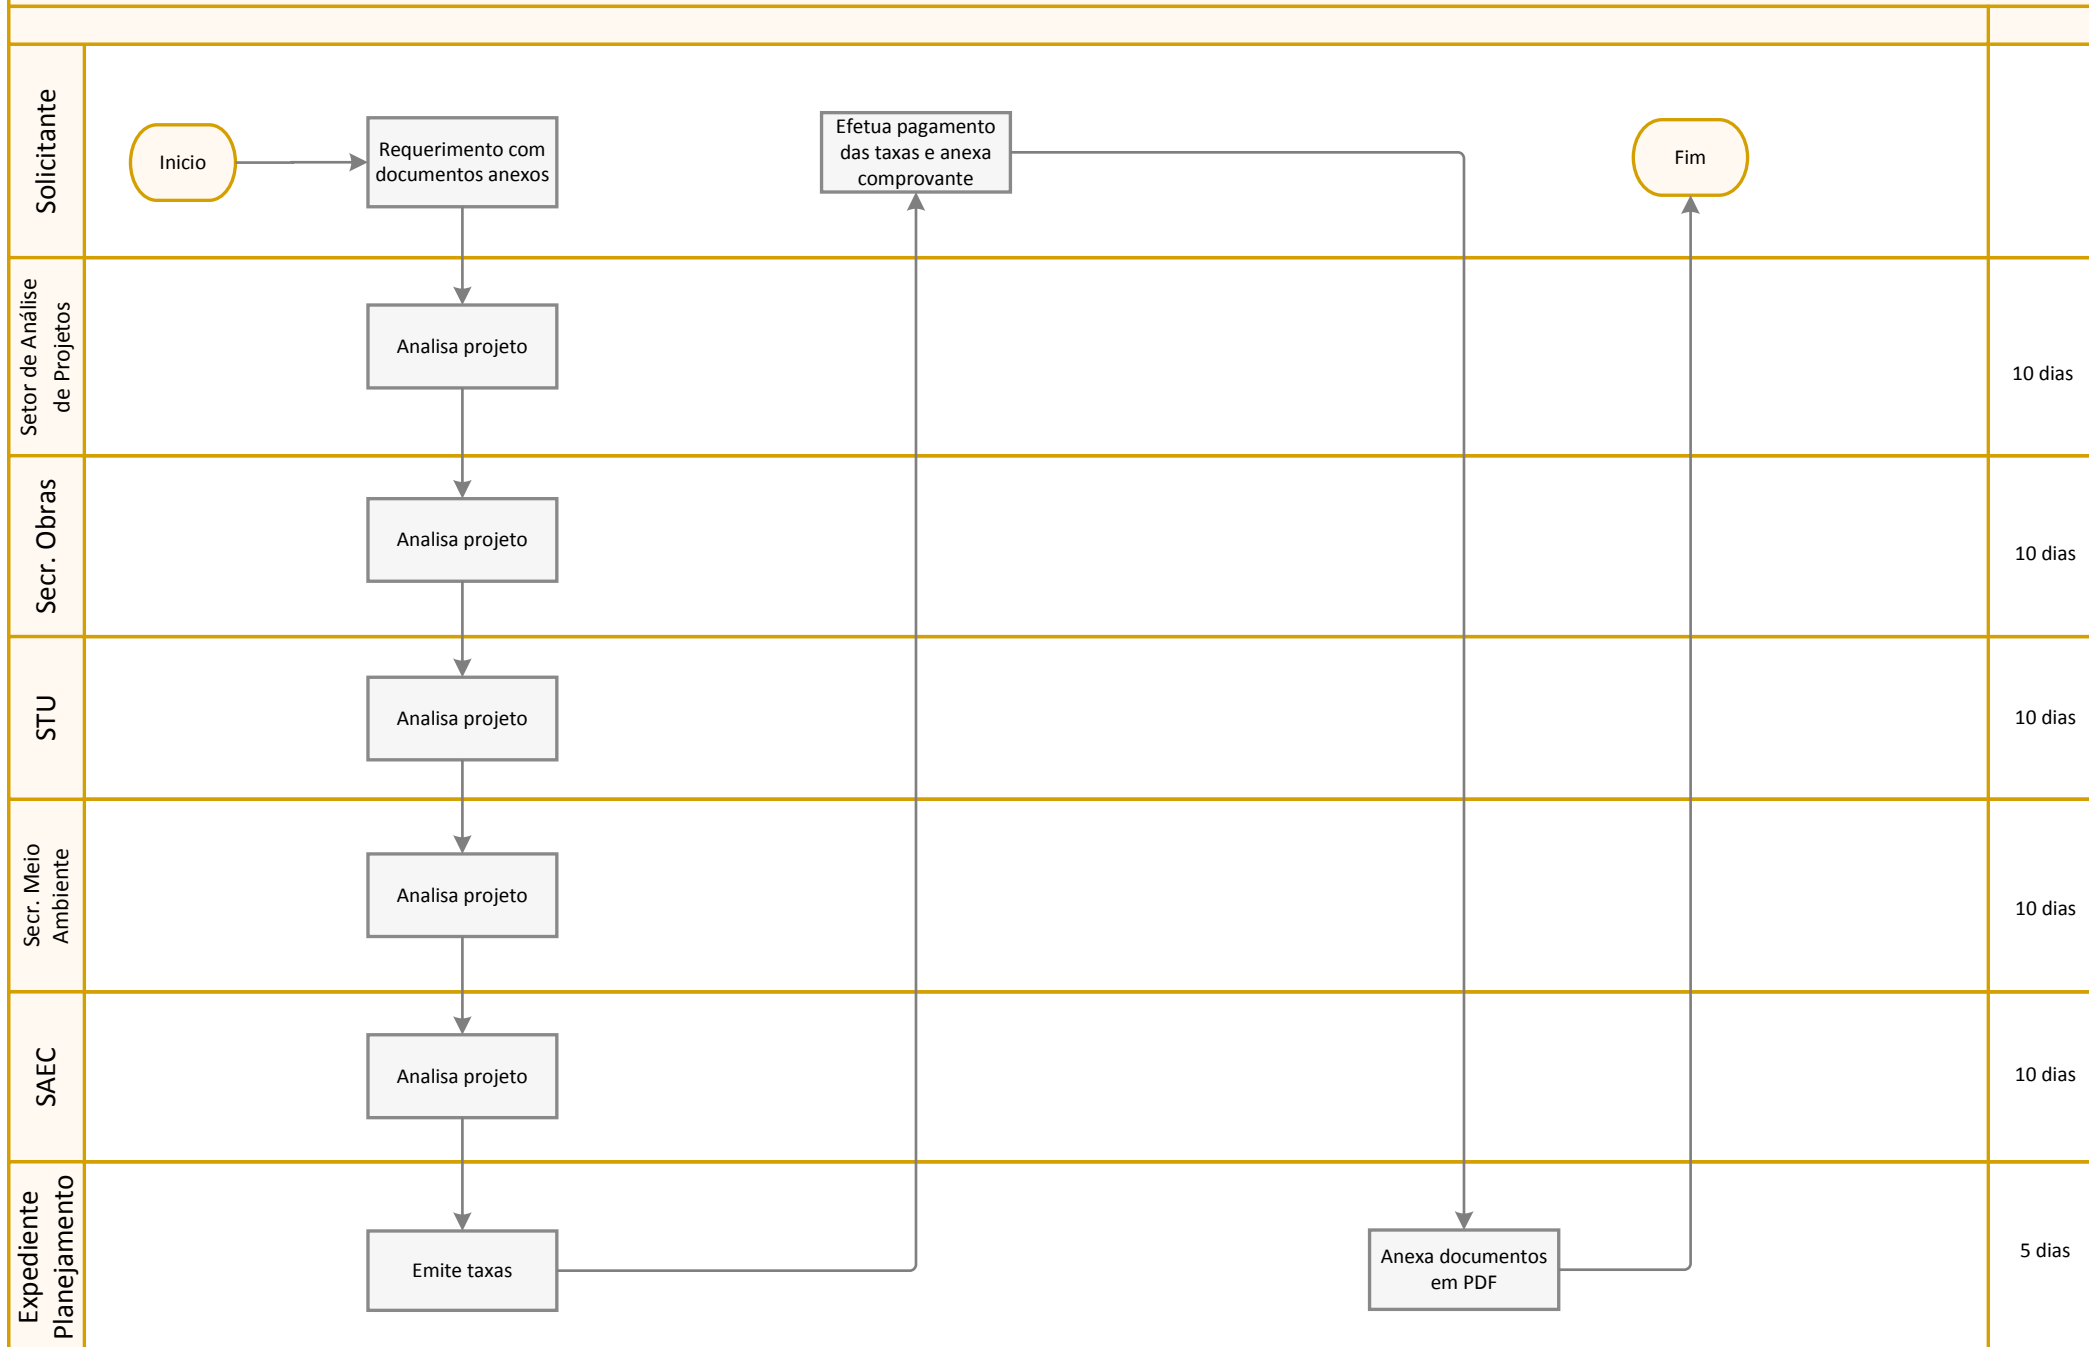 Solicitante
Inicio
Requerimento com
documentos anexos
Efetua pagamento
das taxas e anexa
comprovante
Fim
Setor de Análise
de Projetos
Analisa projeto
10 dias
Secr. Obras
Analisa projeto
10 dias
STU
Analisa projeto
10 dias
Secr. Meio
Ambiente
Analisa projeto
10 dias
SAEC
Analisa projeto
10 dias
Expediente
Planejamento
Emite taxas
Anexa documentos
em PDF
5 dias